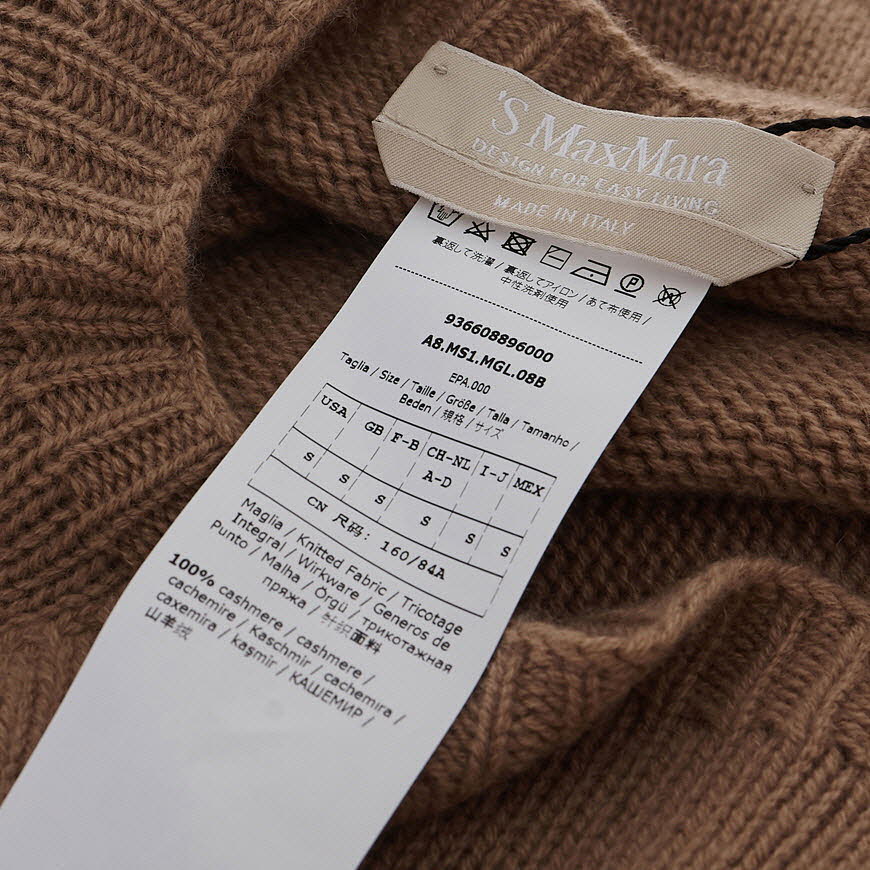 'S MaxMara
DESIGN FOR EASY LIVING
MADE IN ITALY
裏返して洗濯 / 裏返してアイロン / あて布使用 /
中性洗剤使用
936608896000
A8.MS1.MGL.08B
EPA.000
Taglia / Size / Taille / Größe / Talla / Tamanho /
Beden / 規格 / サイズ
USA GB F-B CH-NL I-J MEX
A-D
S S S S S S
CN 尺码: 160/84A
Maglia / Knitted Fabric / Tricotage
Integral / Wirkware / Generos de
Punto / Malha / Örgü / трикотажная
пряжа / 针织面料
100% cashmere / cashmere /
cachemire / Kaschmir / cachemira /
caxemira / kaşmir / КАШЕМИР /
山羊绒